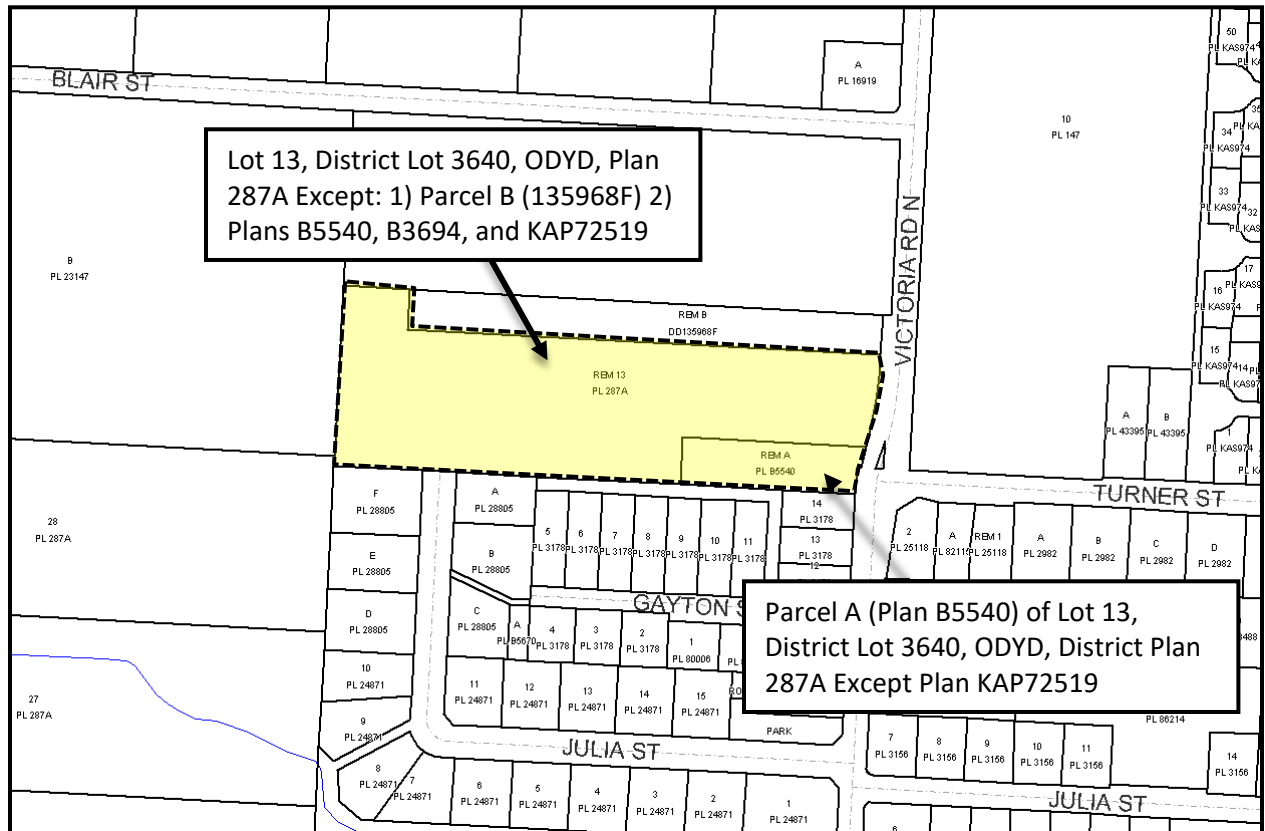 50
PL KAS974
A
PL 16919
BLAIR ST
10
PL 147
34
PL KAS974
33
PL KAS974
32
Lot 13, District Lot 3640, ODYD, Plan
287A Except: 1) Parcel B (135968F) 2)
Plans B5540, B3694, and KAP72519
VICTORIA RD N
B
PL 23147
17
16
PL KAS974
REM B
DD135968F
15
PL KAS974
14
REM 13
PL 287A
A
PL 43395
B
PL 43395
1
PL KAS974
REM A
PL B5540
TURNER ST
F
PL 28805
A
PL 28805
14
PL 3178
28
PL 287A
5
PL 3178
6
PL 3178
7
PL 3178
8
PL 3178
9
PL 3178
10
PL 3178
11
PL 3178
13
PL 3178
12
2
PL 25118
A
PL 82115
REM 1
PL 25118
A
PL 2982
B
PL 2982
C
PL 2982
D
PL 2982
E
PL 28805
B
PL 28805
GAYTON S
Parcel A (Plan B5540) of Lot 13,
District Lot 3640, ODYD, District Plan
287A Except Plan KAP72519
D
PL 28805
C
PL 28805
A
PL B5670
4
PL 3178
3
PL 3178
2
PL 3178
1
PL 80006
10
PL 24871
11
PL 24871
12
PL 24871
13
PL 24871
14
PL 24871
15
PL 24871
PARK
PL 86214
27
PL 287A
9
PL 24871
JULIA ST
7
PL 3156
8
PL 3156
9
PL 3156
10
PL 3156
11
PL 3156
14
PL 3156
8
PL 24871
7
PL 24871
6
PL 24871
5
PL 24871
4
PL 24871
3
PL 24871
2
PL 24871
1
PL 24871
JULIA ST
6